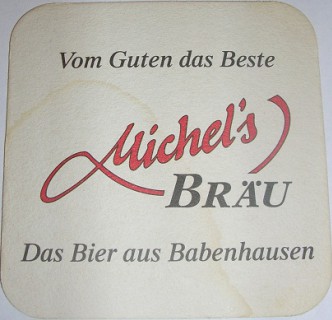 Vom Guten das Beste
Michel's
BRÄU
Das Bier aus Babenhausen